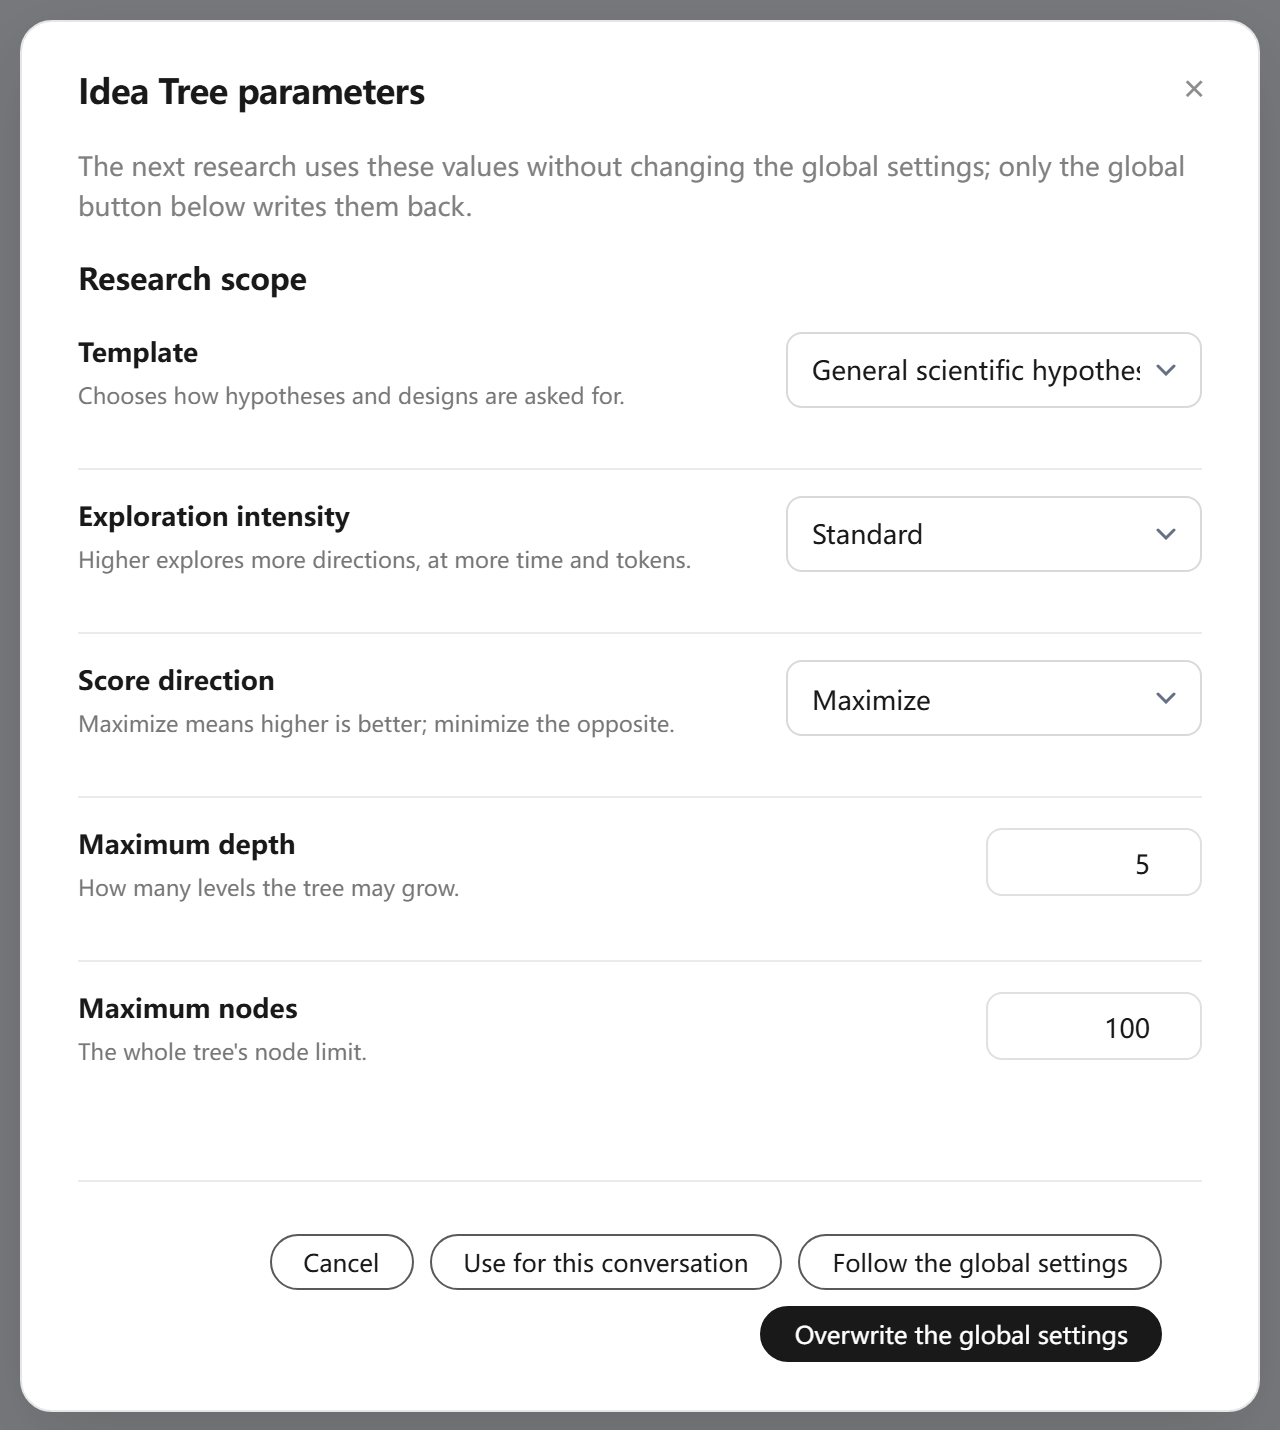 Idea Tree parameters
The next research uses these values without changing the global settings; only the global
button below writes them back.
Research scope
Template
General scientific hypothes
Chooses how hypotheses and designs are asked for.
Exploration intensity
Standard
Higher explores more directions, at more time and tokens.
Score direction
Maximize
Maximize means higher is better; minimize the opposite.
Maximum depth
5
How many levels the tree may grow.
Maximum nodes
100
The whole tree's node limit.
Cancel
Use for this conversation
Follow the global settings
Overwrite the global settings